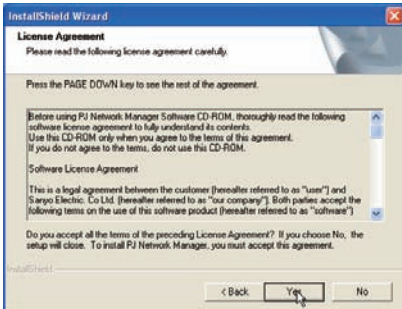 InstallShield Wizard
License Agreement
Please read the following license agreement carefully.
Press the PAGE DOWN key to see the rest of the agreement.
Before using PJ Network Manager Software CD-ROM, thoroughly read the following
software license agreement to fully understand its contents.
Use this CD-ROM only when you agree to the terms of this agreement.
If you do not agree to the terms, do not use this CD-ROM.
Software License Agreement
This is a legal agreement between the customer (hereafter referred to as "user") and
Sanyo Electric. Co Ltd. (hereafter referred to as "our company"). Both parties accept the
following terms on the use of this software product (hereafter referred to as "software")
Do you accept all the terms of the preceding License Agreement? If you choose No, the
setup will close. To install PJ Network Manager, you must accept this agreement.
InstallShield
< Back Yes No